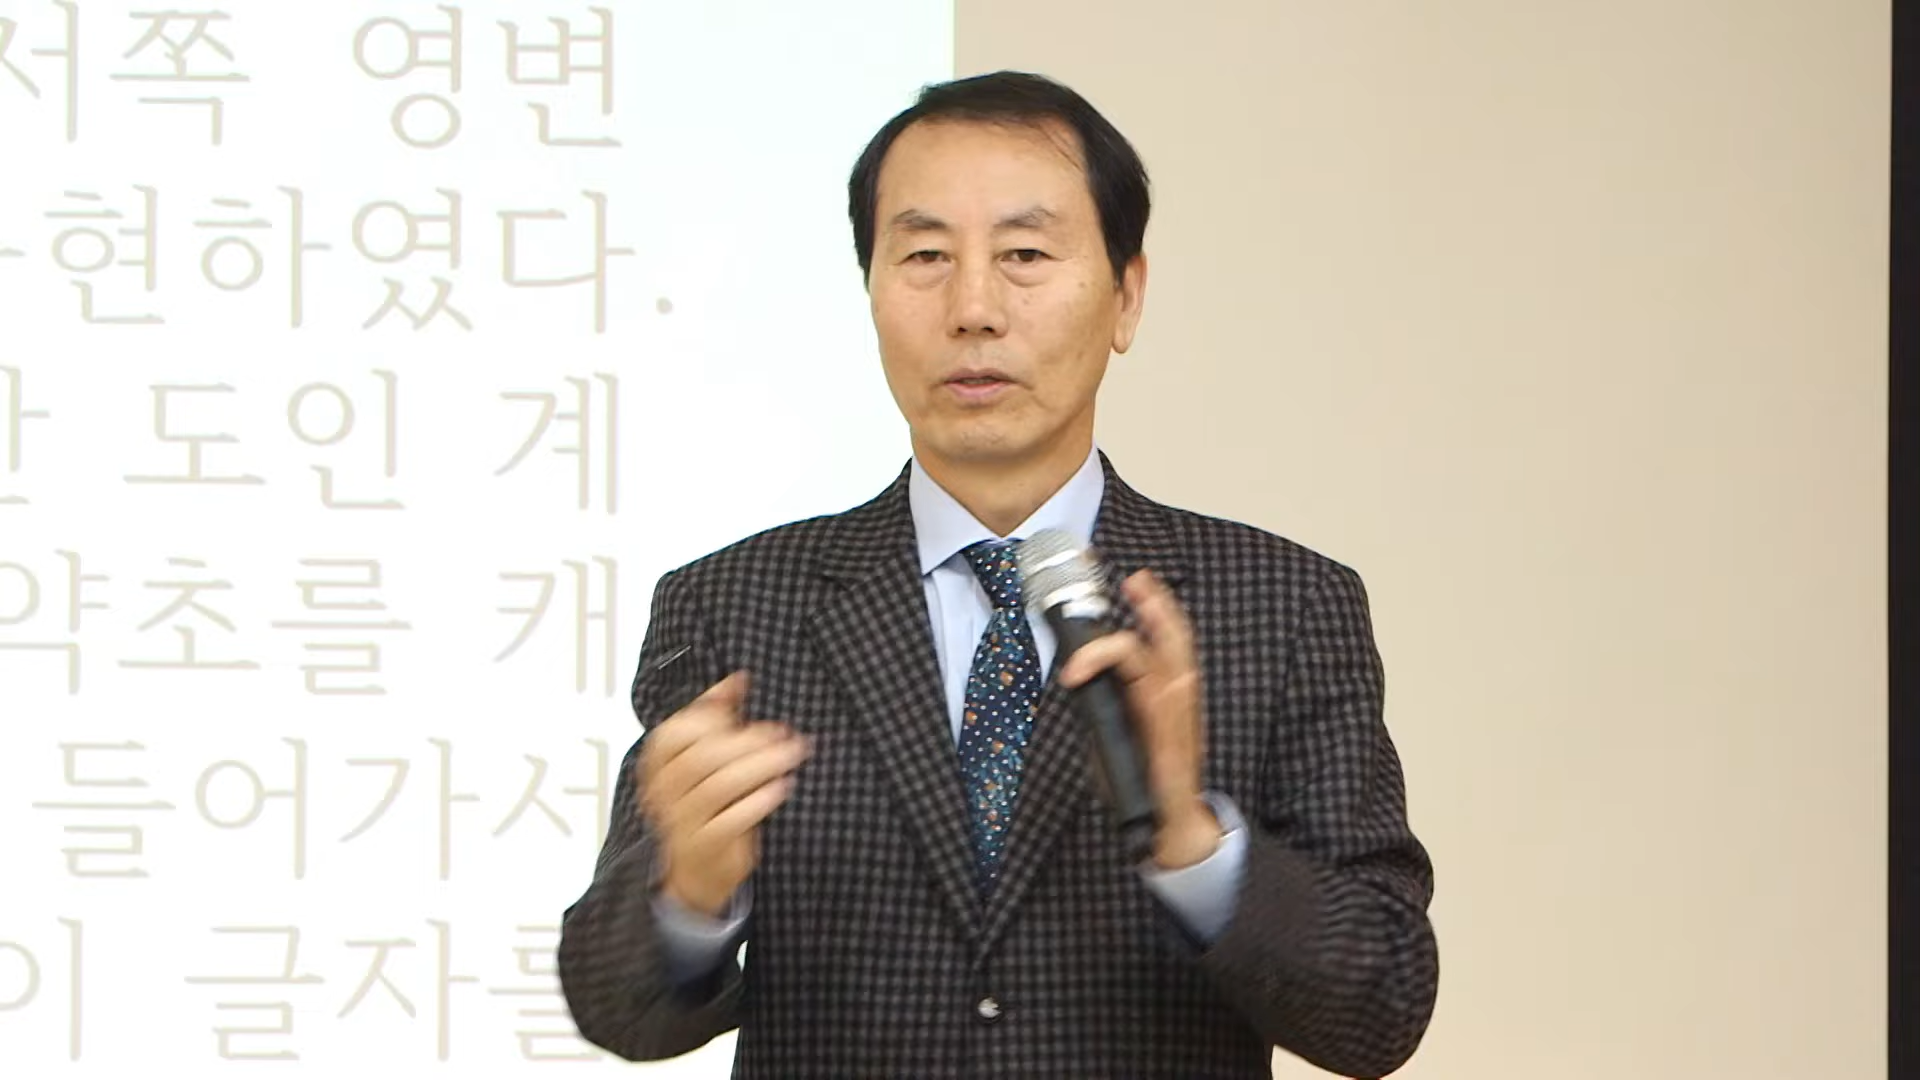 서쪽 영변
현하였다.
도인 계
약초를 캐
들어가서
이 글자를